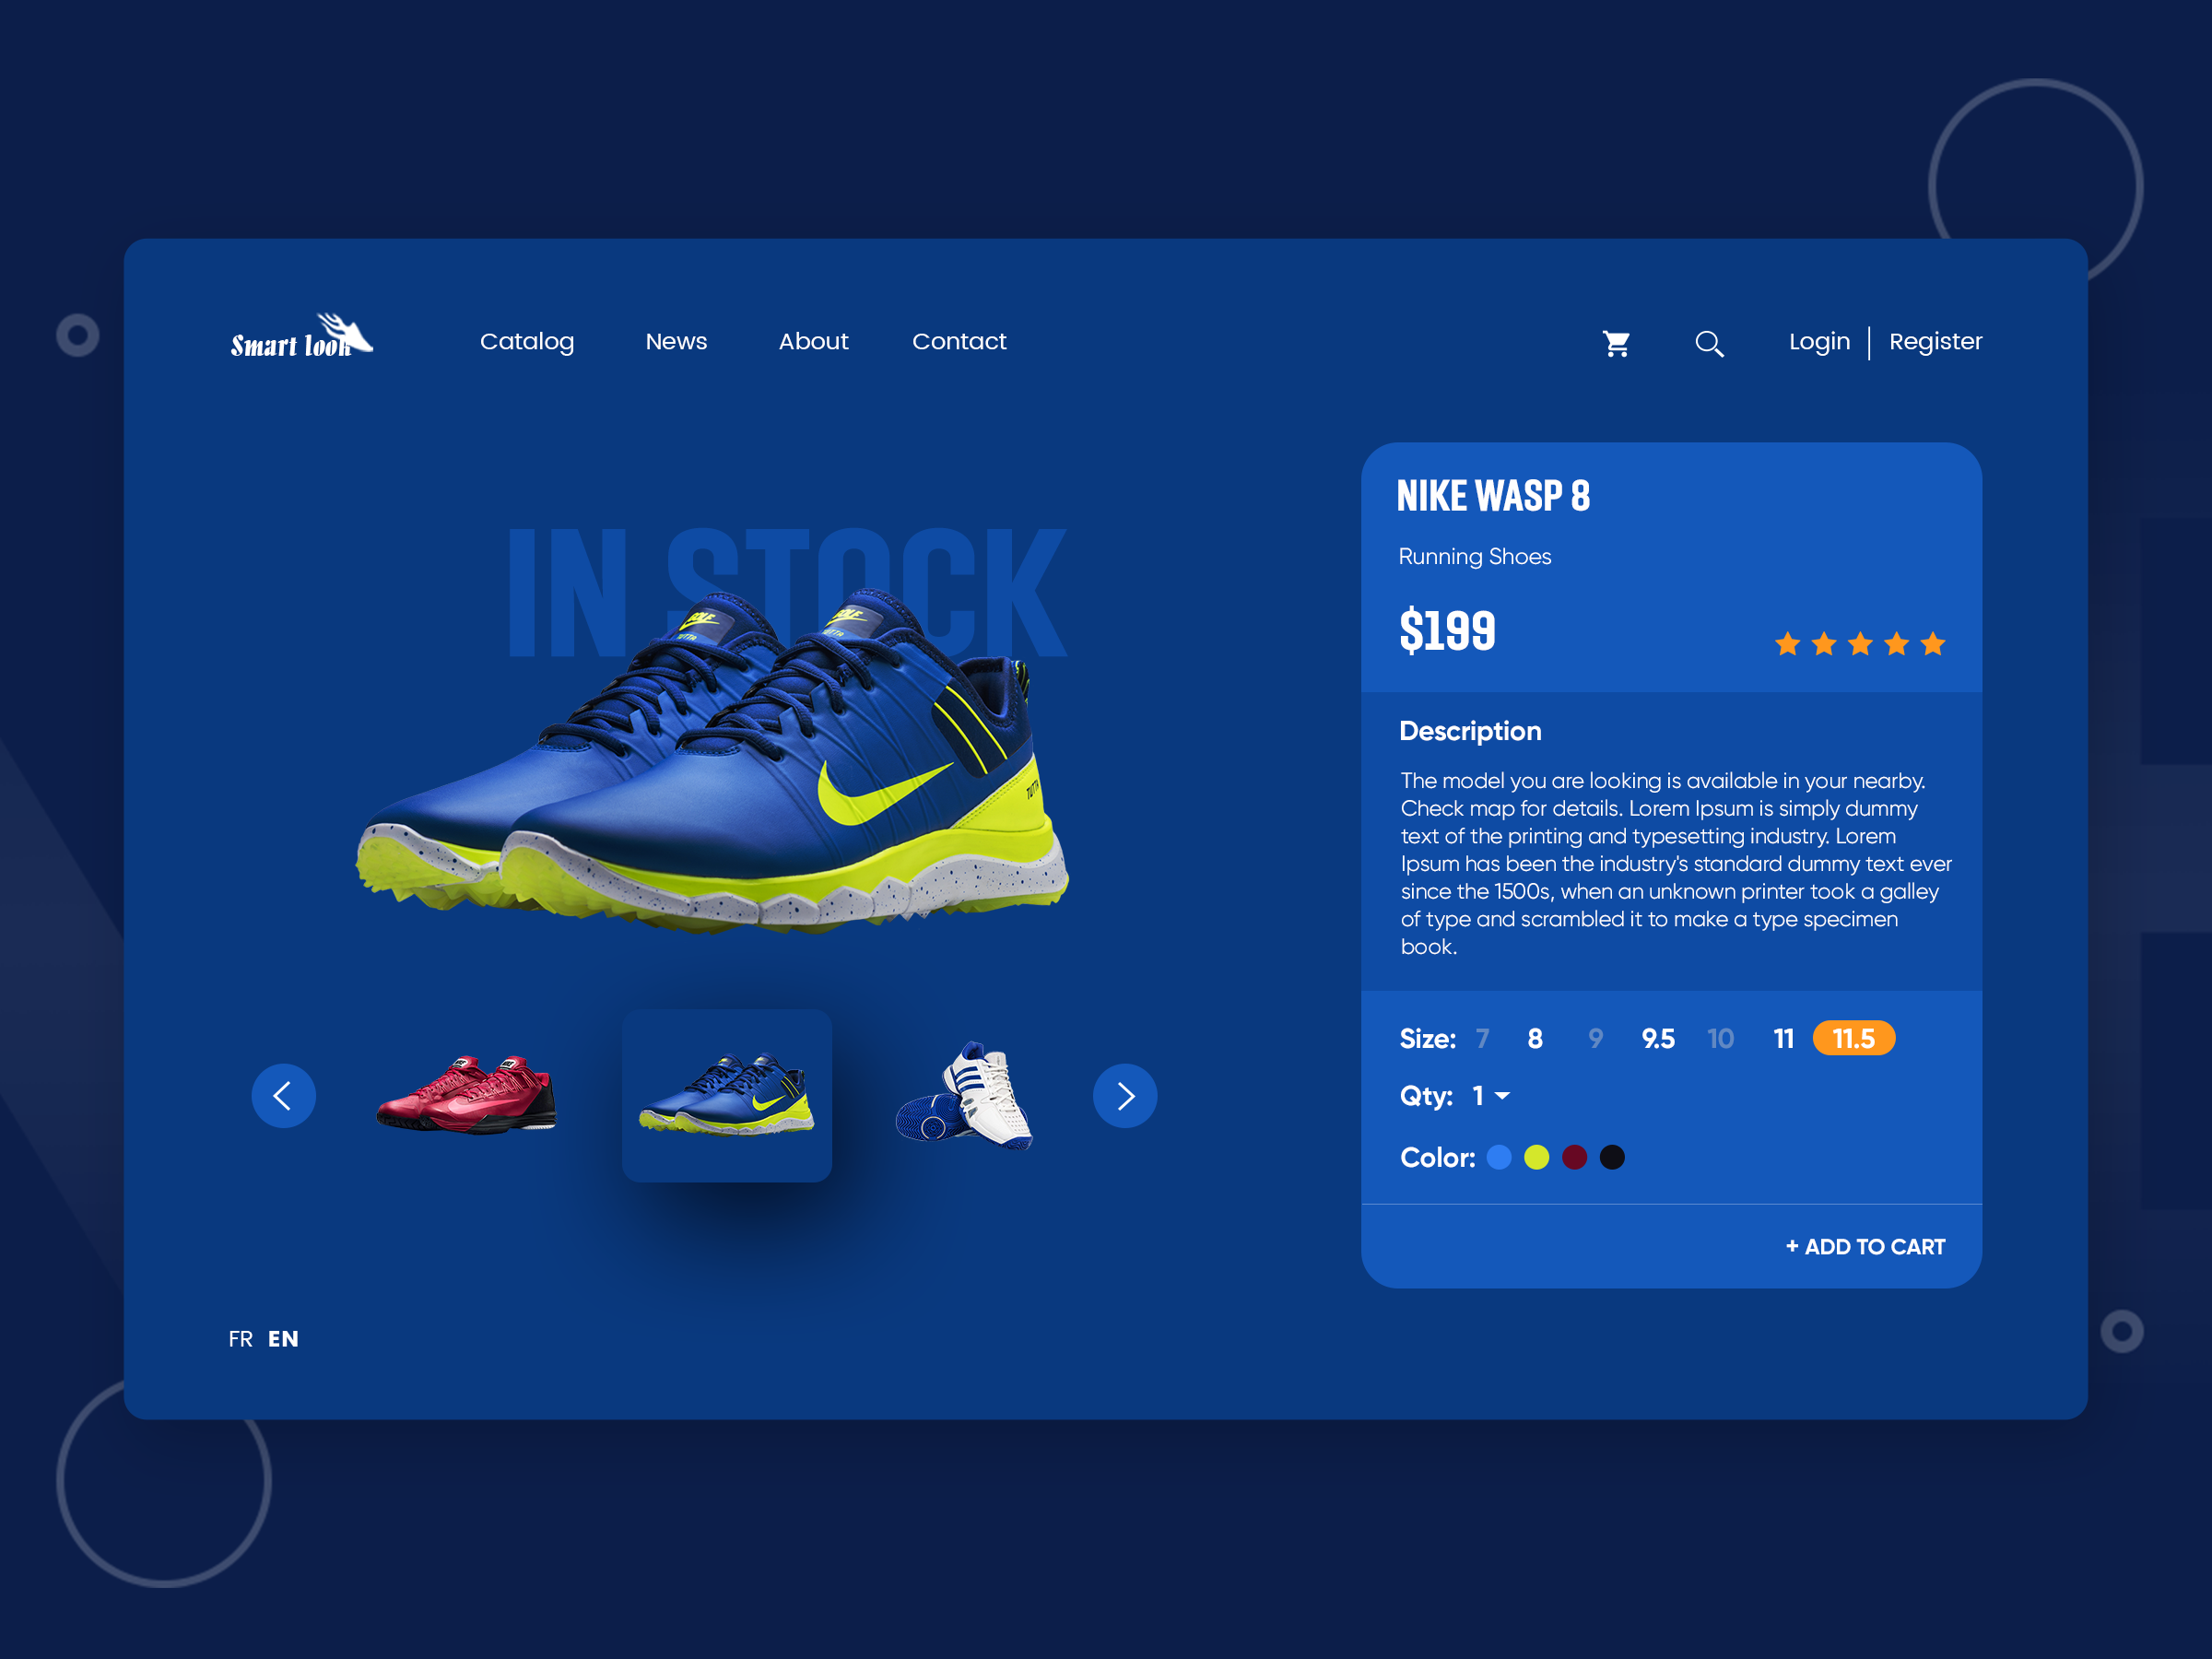 Smart look
Catalog
News
About
Contact
Login | Register
IN STOCK
NIKE WASP 8
Running Shoes
$199
Description
The model you are looking is available in your nearby.
Check map for details. Lorem Ipsum is simply dummy
text of the printing and typesetting industry. Lorem
Ipsum has been the industry's standard dummy text ever
since the 1500s, when an unknown printer took a galley
of type and scrambled it to make a type specimen
book.
Size: 7 8 9 9.5 10 11 11.5
Qty: 1
Color:
+ ADD TO CART
FR EN